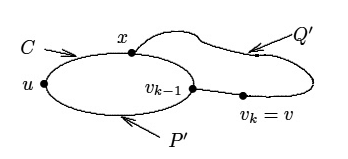 x
Q′
C
u
v_{k−1}
v_k = v
P′